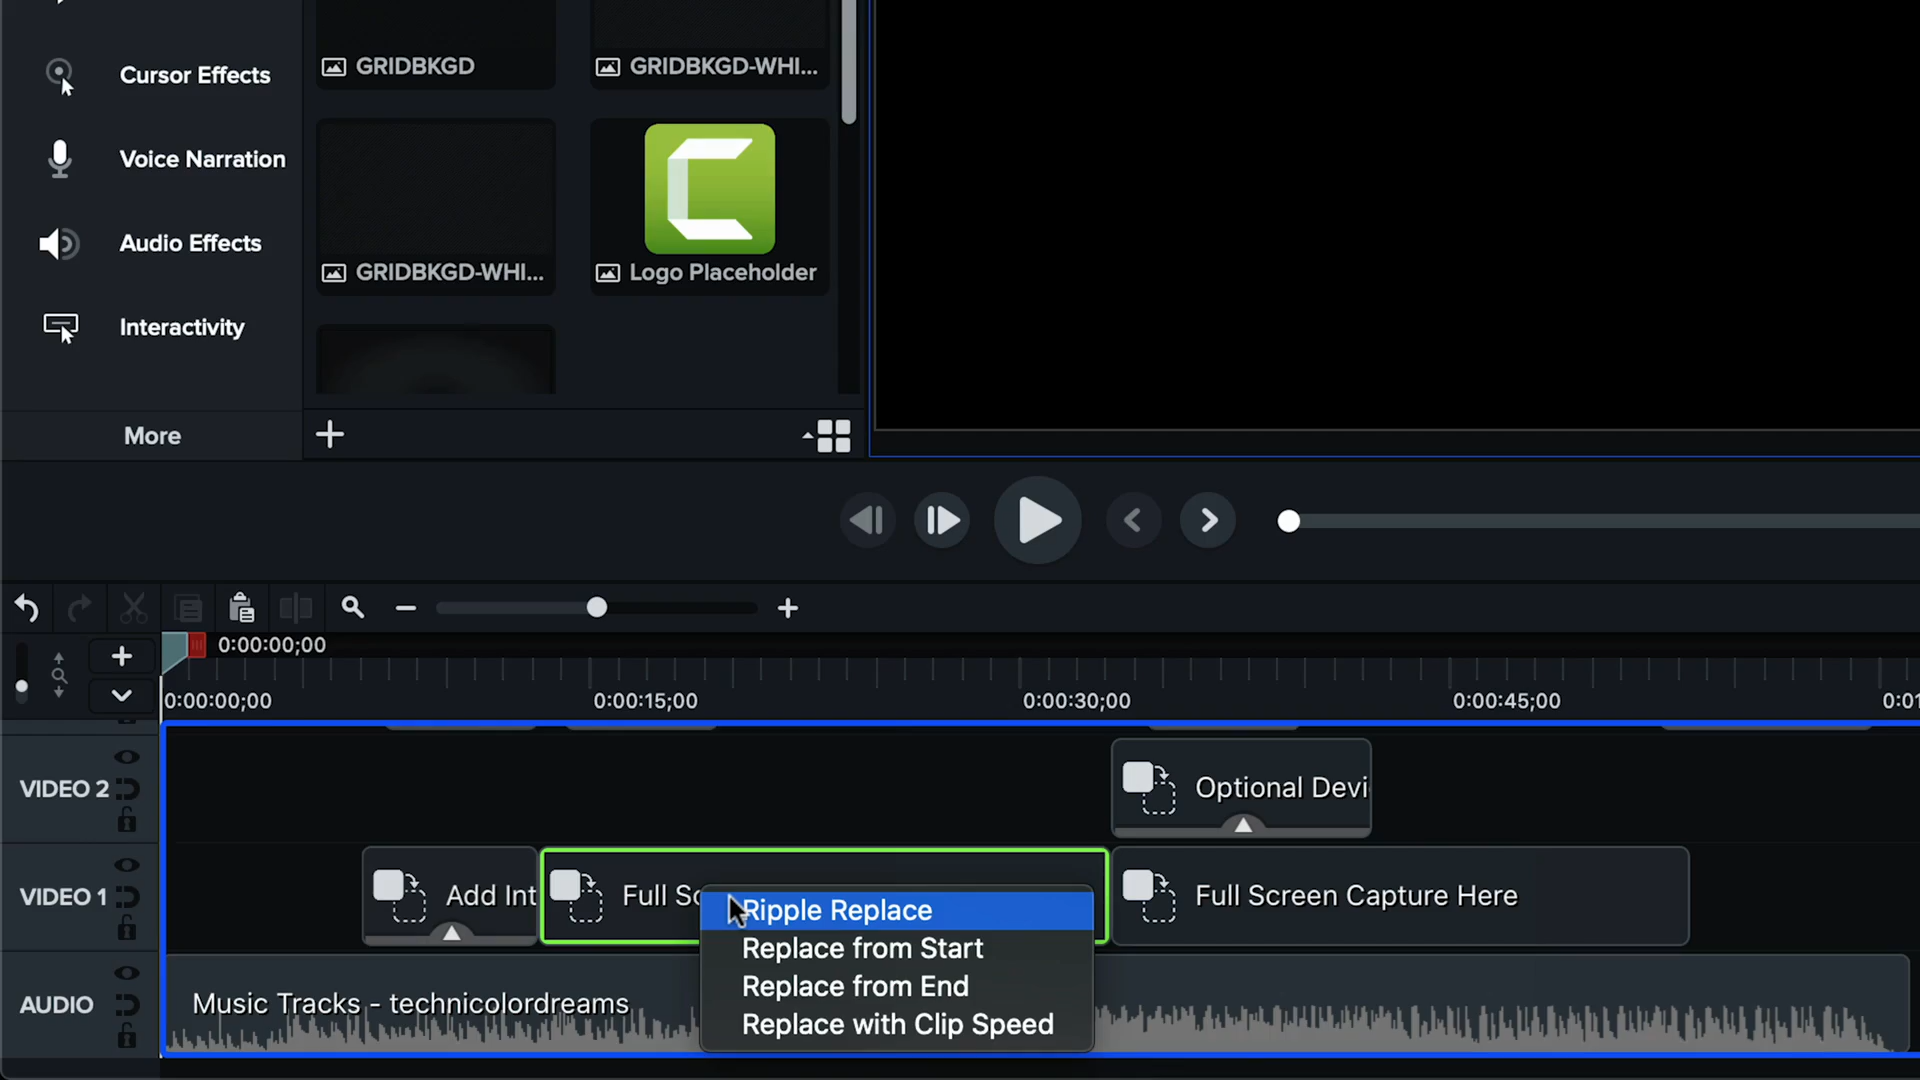 Cursor Effects
Voice Narration
Audio Effects
Interactivity
More
GRIDBKGD
GRIDBKGD-WHI...
GRIDBKGD-WHI...
Logo Placeholder
0:00:00;00
0:00:00;00
0:00:15;00
0:00:30;00
0:00:45;00
0:01
VIDEO 2
Optional Devi
VIDEO 1
Add Int
Full Sc
Full Screen Capture Here
Ripple Replace
Replace from Start
Replace from End
Replace with Clip Speed
AUDIO
Music Tracks - technicolordreams